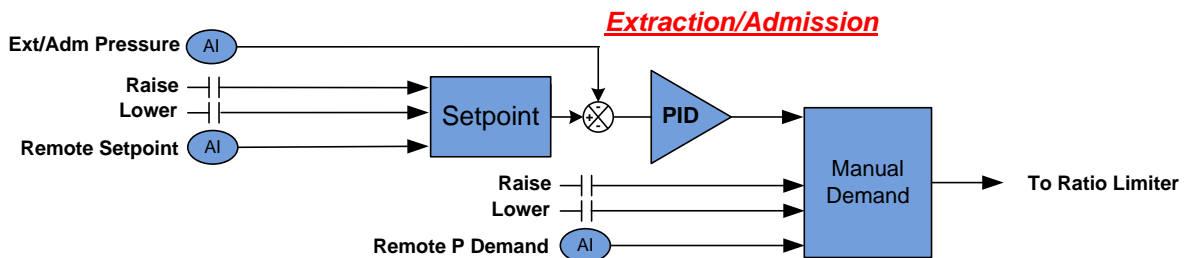 Extraction/Admission
Ext/Adm Pressure
AI
Raise
Lower
Remote Setpoint
AI
Setpoint
-
+
-
-
PID
Raise
Lower
Remote P Demand
AI
Manual
Demand
To Ratio Limiter